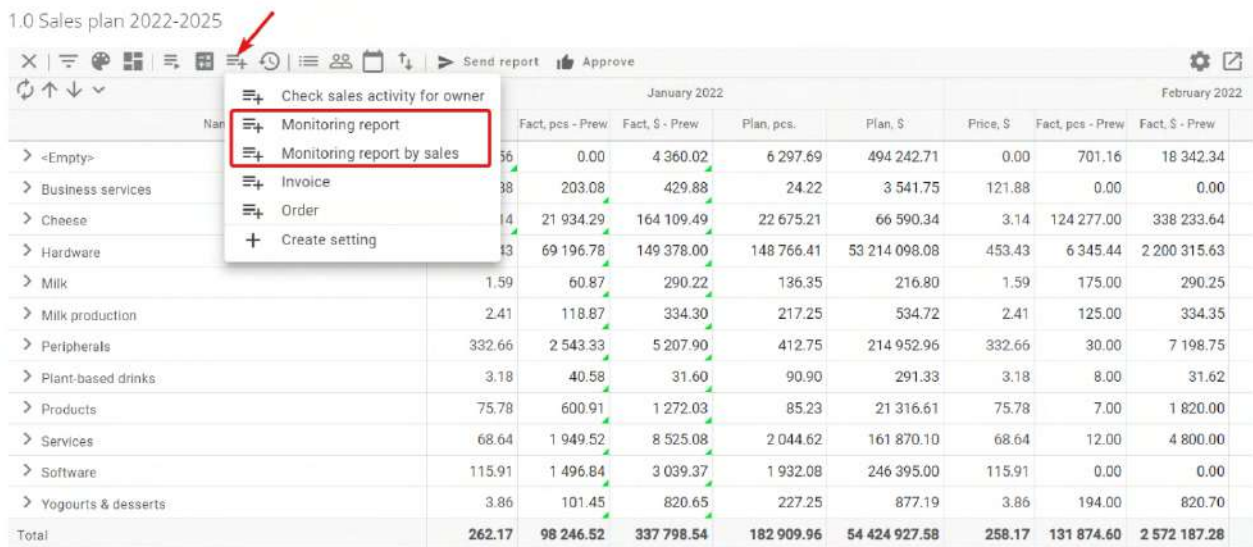 1.0 Sales plan 2022-2025
Send report Approve
January 2022 February 2022
Check sales activity for owner
Monitoring report
Monitoring report by sales
Invoice
Order
Create setting
Fact, pcs - Prew Fact, $ - Prew Plan, pcs. Plan, $ Price, $ Fact, pcs - Prew Fact, $ - Prew
<Empty> 56 0.00 4 360.02 6 297.69 494 242.71 0.00 701.16 18 342.34
Business services 38 203.08 429.88 24.22 3 541.75 121.88 0.00 0.00
Cheese 14 21 934.29 164 109.49 22 675.21 66 590.34 3.14 124 277.00 338 233.64
Hardware 43 69 196.78 149 378.00 148 766.41 53 214 098.08 453.43 6 345.44 2 200 315.63
Milk 1.59 60.87 290.22 136.35 216.80 1.59 175.00 290.25
Milk production 2.41 118.87 334.30 217.25 534.72 2.41 125.00 334.35
Peripherals 332.66 2 543.33 5 207.90 412.75 214 952.96 332.66 30.00 7 198.75
Plant-based drinks 3.18 40.58 31.60 90.90 291.33 3.18 8.00 31.62
Products 75.78 600.91 1 272.03 85.23 21 316.61 75.78 7.00 1 820.00
Services 68.64 1 949.52 8 525.08 2 044.62 161 870.10 68.64 12.00 4 800.00
Software 115.91 1 496.84 3 039.37 1 932.08 246 395.00 115.91 0.00 0.00
Yogourts & desserts 3.86 101.45 820.65 227.25 877.19 3.86 194.00 820.70
Total 262.17 98 246.52 337 798.54 182 909.96 54 424 927.58 258.17 131 874.60 2 572 187.28